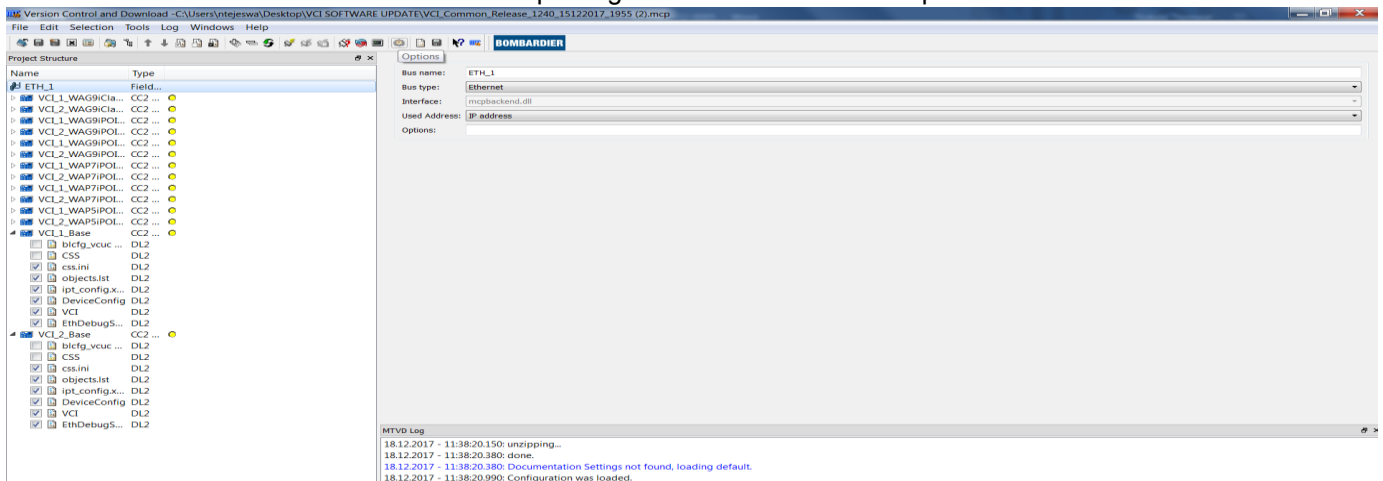 Version Control and Download -C:\Users\ntejeswa\Desktop\VCI SOFTWARE UPDATE\VCI_Common_Release_1240_15122017_1955 (2).mcp
File Edit Selection Tools Log Windows Help
BOMBARDIER
Project Structure
Options
Name Type
ETH_1 Field...
VCI_1_WAG9iCla... CC2 ...
VCI_2_WAG9iCla... CC2 ...
VCI_1_WAG9iPOI... CC2 ...
VCI_2_WAG9iPOI... CC2 ...
VCI_1_WAG9iPOI... CC2 ...
VCI_2_WAG9iPOI... CC2 ...
VCI_1_WAP7iPOI... CC2 ...
VCI_2_WAP7iPOI... CC2 ...
VCI_1_WAP7iPOI... CC2 ...
VCI_2_WAP7iPOI... CC2 ...
VCI_1_WAP5iPOI... CC2 ...
VCI_2_WAP5iPOI... CC2 ...
VCI_1_Base CC2 ...
blcfg_vcuc ... DL2
CSS DL2
css.ini DL2
objects.lst DL2
ipt_config.x... DL2
DeviceConfig DL2
VCI DL2
EthDebugS... DL2
VCI_2_Base CC2 ...
blcfg_vcuc ... DL2
CSS DL2
css.ini DL2
objects.lst DL2
ipt_config.x... DL2
DeviceConfig DL2
VCI DL2
EthDebugS... DL2
Bus name: ETH_1
Bus type: Ethernet
Interface: mcpbackend.dll
Used Address: IP address
Options:
MTVD Log
18.12.2017 - 11:38:20.150: unzipping...
18.12.2017 - 11:38:20.380: done.
18.12.2017 - 11:38:20.380: Documentation Settings not found, loading default.
18.12.2017 - 11:38:20.990: Configuration was loaded.